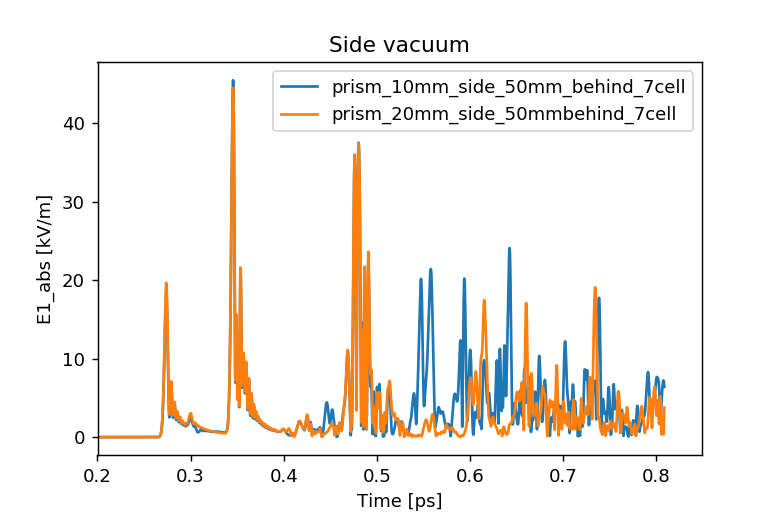 Side vacuum
prism_10mm_side_50mm_behind_7cell
prism_20mm_side_50mmbehind_7cell
E1_abs [kV/m]
40
30
20
10
0
0.2 0.3 0.4 0.5 0.6 0.7 0.8
Time [ps]